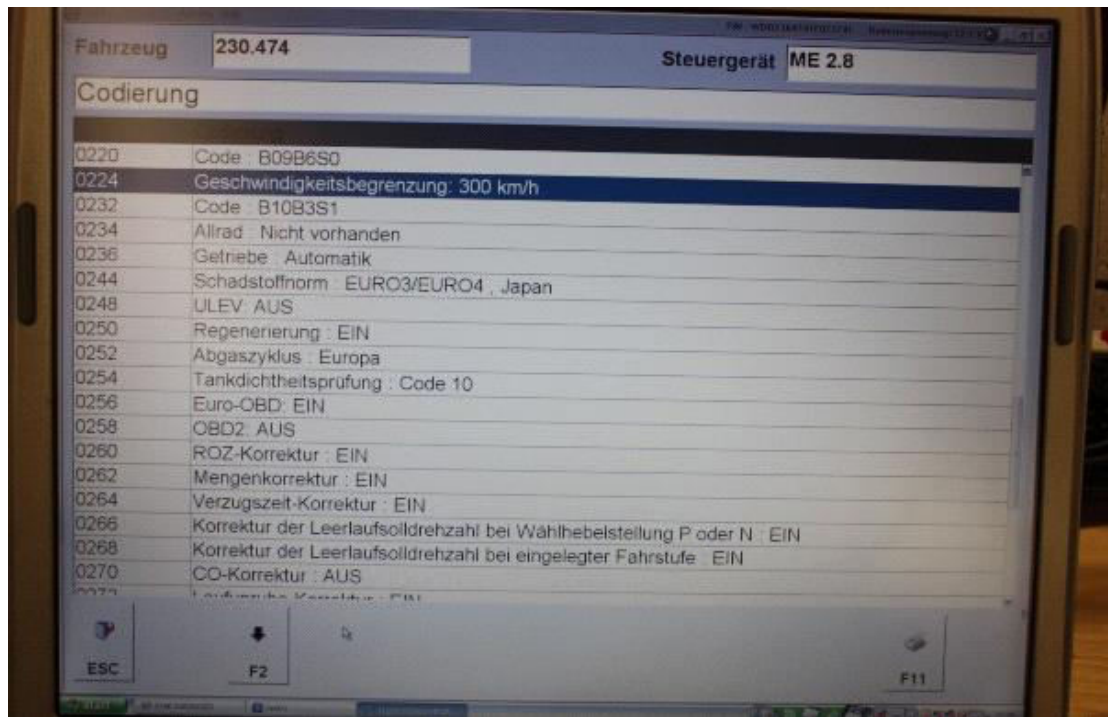 Fahrzeug 230.474 Steuergerät ME 2.8
Codierung
0220 Code : B09B6S0
0224 Geschwindigkeitsbegrenzung: 300 km/h
0232 Code : B10B3S1
0234 Allrad : Nicht vorhanden
0236 Getriebe : Automatik
0244 Schadstoffnorm : EURO3/EURO4 , Japan
0248 ULEV: AUS
0250 Regenerierung : EIN
0252 Abgaszyklus : Europa
0254 Tankdichtheitsprüfung : Code 10
0256 Euro-OBD: EIN
0258 OBD2: AUS
0260 ROZ-Korrektur : EIN
0262 Mengenkorrektur : EIN
0264 Verzugszeit-Korrektur : EIN
0266 Korrektur der Leerlaufsolldrehzahl bei Wählhebelstellung P oder N : EIN
0268 Korrektur der Leerlaufsolldrehzahl bei eingelegter Fahrstufe : EIN
0270 CO-Korrektur : AUS
0272 Laufunruhe-Korrektur : EIN
ESC F2 F11